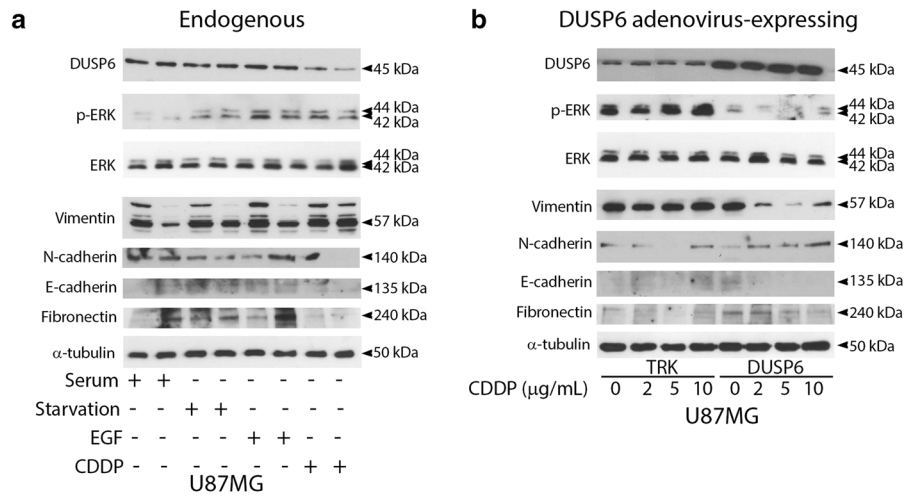 a Endogenous
DUSP6 45 kDa
p-ERK 44 kDa
42 kDa
ERK 44 kDa
42 kDa
Vimentin 57 kDa
N-cadherin 140 kDa
E-cadherin 135 kDa
Fibronectin 240 kDa
α-tubulin 50 kDa
Serum + + - - - - - -
Starvation - - + + - - - -
EGF - - - - + + - -
CDDP - - - - - - + +
U87MG
b DUSP6 adenovirus-expressing
DUSP6 45 kDa
p-ERK 44 kDa
42 kDa
ERK 44 kDa
42 kDa
Vimentin 57 kDa
N-cadherin 140 kDa
E-cadherin 135 kDa
Fibronectin 240 kDa
α-tubulin 50 kDa
TRK DUSP6
CDDP (μg/mL) 0 2 5 10 0 2 5 10
U87MG